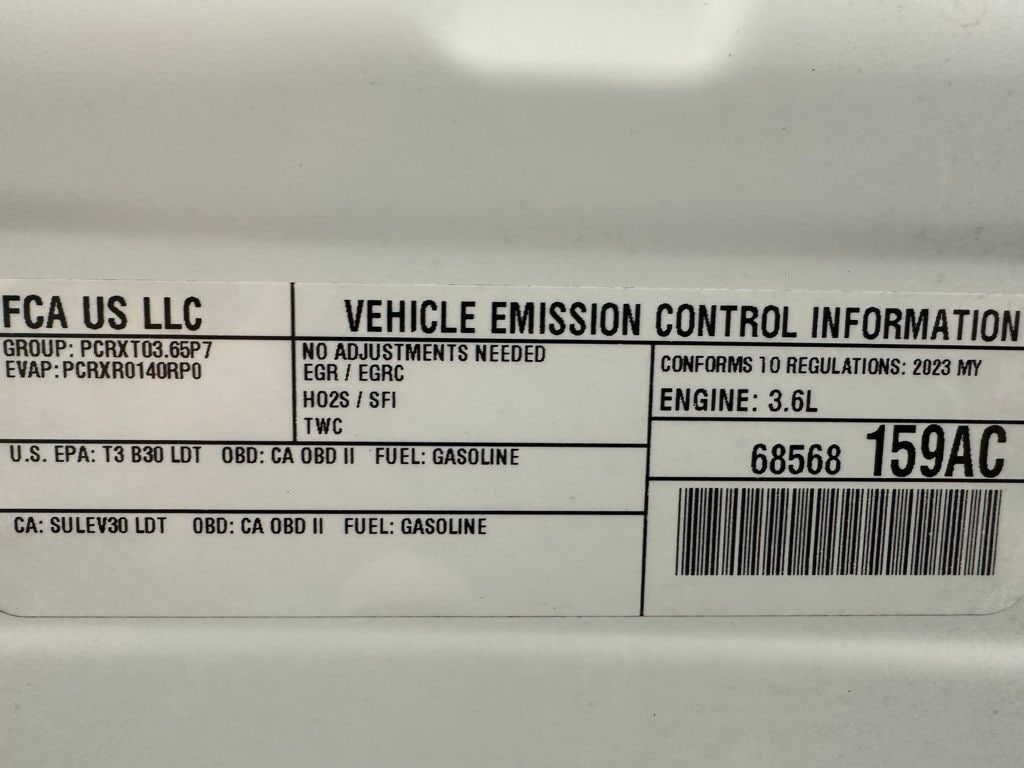 FCA US LLC
VEHICLE EMISSION CONTROL INFORMATION
GROUP: PCRXT03.65P7
EVAP: PCRXR0140RP0
NO ADJUSTMENTS NEEDED
EGR / EGRC
HO2S / SFI
TWC
CONFORMS TO REGULATIONS: 2023 MY
ENGINE: 3.6L
68568 159AC
U.S. EPA: T3 B30 LDT OBD: CA OBD II FUEL: GASOLINE
CA: SULEV30 LDT OBD: CA OBD II FUEL: GASOLINE